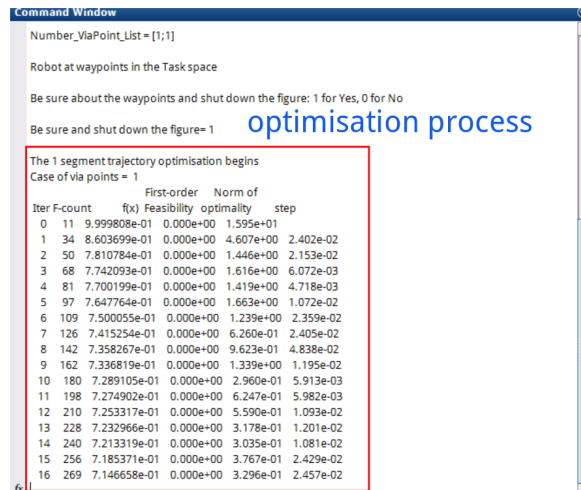 Command Window
Number_ViaPoint_List = [1;1]
Robot at waypoints in the Task space
Be sure about the waypoints and shut down the figure: 1 for Yes, 0 for No
optimisation process
Be sure and shut down the figure= 1
The 1 segment trajectory optimisation begins
Case of via points = 1
First-order Norm of
Iter F-count f(x) Feasibility optimality step
0 11 9.999808e-01 0.000e+00 1.595e+01
1 34 8.603699e-01 0.000e+00 4.607e+00 2.402e-02
2 50 7.810784e-01 0.000e+00 1.446e+00 2.153e-02
3 68 7.742093e-01 0.000e+00 1.616e+00 6.072e-03
4 81 7.700199e-01 0.000e+00 1.419e+00 4.718e-03
5 97 7.647764e-01 0.000e+00 1.663e+00 1.072e-02
6 109 7.500055e-01 0.000e+00 1.239e+00 2.359e-02
7 126 7.415254e-01 0.000e+00 6.260e-01 2.405e-02
8 142 7.358267e-01 0.000e+00 9.623e-01 4.838e-02
9 162 7.336819e-01 0.000e+00 1.339e+00 1.195e-02
10 180 7.289105e-01 0.000e+00 2.960e-01 5.913e-03
11 198 7.274902e-01 0.000e+00 6.247e-01 5.982e-03
12 210 7.253317e-01 0.000e+00 5.590e-01 1.093e-02
13 228 7.232966e-01 0.000e+00 3.178e-01 1.201e-02
14 240 7.213319e-01 0.000e+00 3.035e-01 1.081e-02
15 256 7.185371e-01 0.000e+00 3.767e-01 2.429e-02
16 269 7.146658e-01 0.000e+00 3.296e-01 2.457e-02
fx